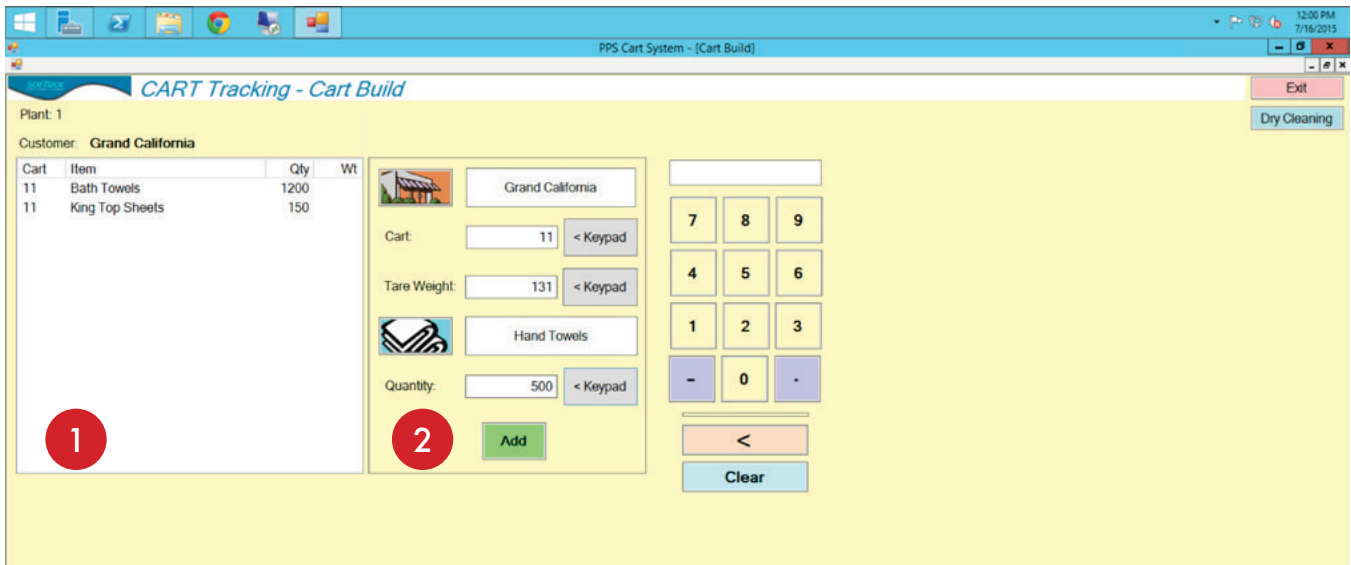 12:00 PM
7/16/2015
PPS Cart System - [Cart Build]
CART Tracking - Cart Build
Exit
Plant: 1
Dry Cleaning
Customer: Grand California
Cart Item Qty Wt
11 Bath Towels 1200
11 King Top Sheets 150
Grand California
Cart: 11 < Keypad
Tare Weight: 131 < Keypad
Hand Towels
Quantity: 500 < Keypad
Add
7 8 9
4 5 6
1 2 3
– 0 .
<
Clear
1
2